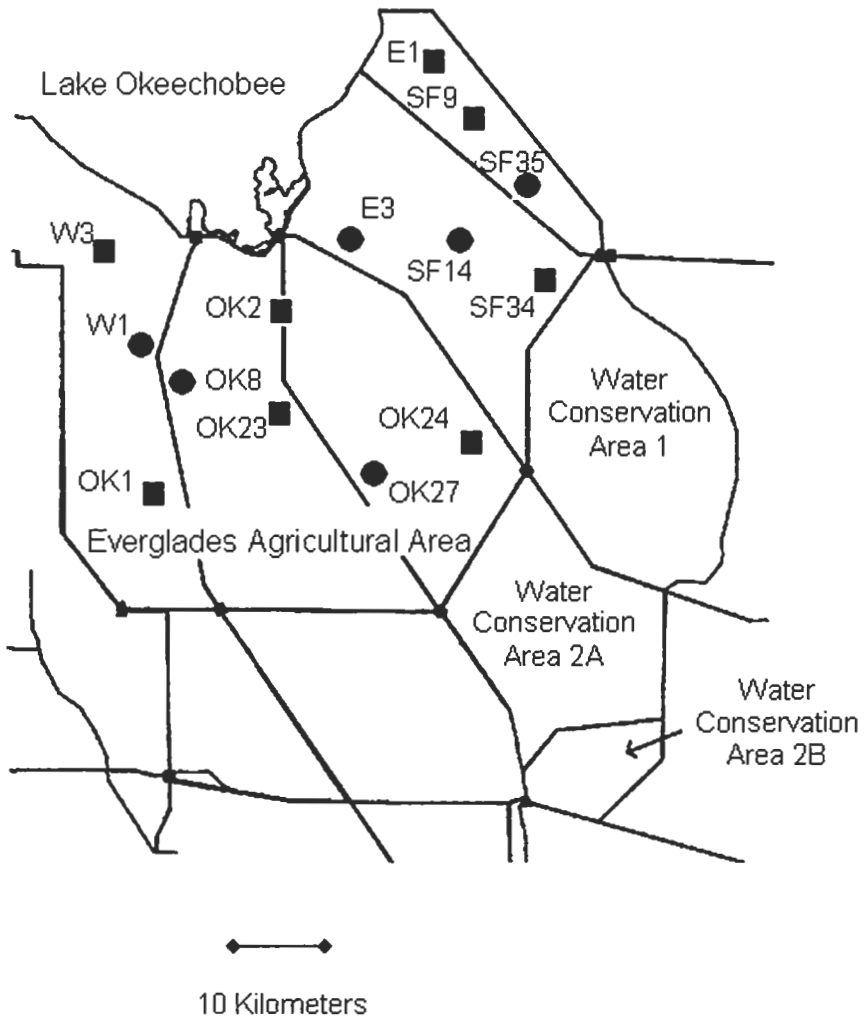 E1
Lake Okeechobee
SF9
SF35
E3
W3
SF14
SF34
OK2
W1
OK8
Water
Conservation
Area 1
OK24
OK23
OK1
OK27
Everglades Agricultural Area
Water
Conservation
Area 2A
Water
Conservation
Area 2B
10 Kilometers